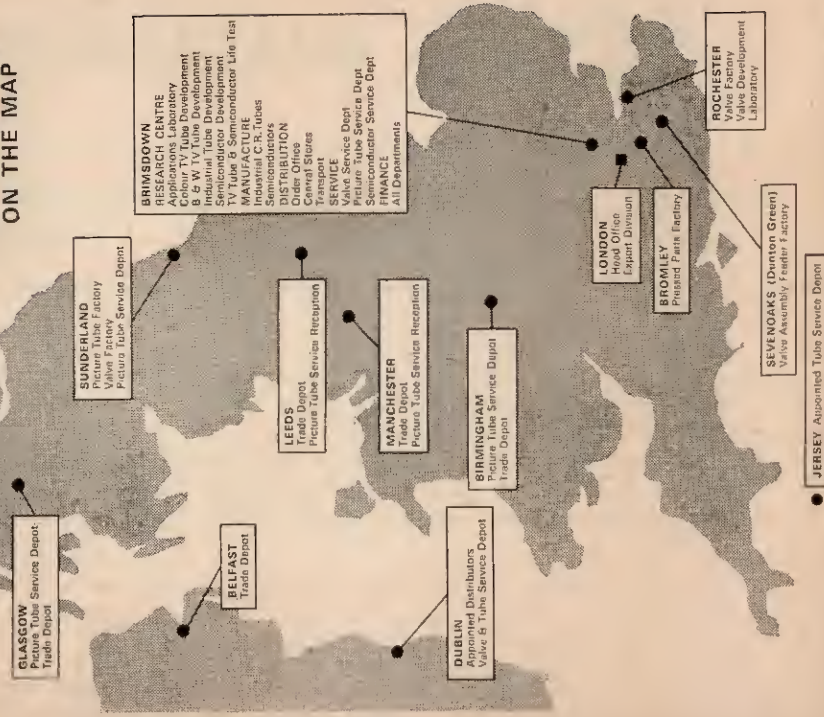 ON THE MAP
GLASGOW
Picture Tube Service Depot
Trade Depot
BELFAST
Trade Depot
DUBLIN
Appointed Distributors
Valve & Tube Service Depot
SUNDERLAND
Picture Tube Factory
Valve Factory
Picture Tube Service Depot
LEEDS
Trade Depot
Picture Tube Service Reception
MANCHESTER
Trade Depot
Picture Tube Service Reception
BIRMINGHAM
Picture Tube Service Depot
Trade Depot
BRIMSDOWN
RESEARCH CENTRE
Applications Laboratory
Colour TV Tube Development
B & W TV Tube Development
Industrial Tube Development
Semiconductor Development
TV Tube & Semiconductor Life Test
MANUFACTURE
Industrial C.R. Tubes
Semiconductors
DISTRIBUTION
Order Office
Central Stores
Transport
SERVICE
Valve Service Dept
Picture Tube Service Dept
Semiconductor Service Dept
FINANCE
All Departments
LONDON
Head Office
Export Division
BROMLEY
Pressed Parts Factory
ROCHESTER
Valve Factory
Valve Development
Laboratory
SEVENOAKS (Dunton Green)
Valve Assembly Feeder Factory
JERSEY Appointed Tube Service Depot